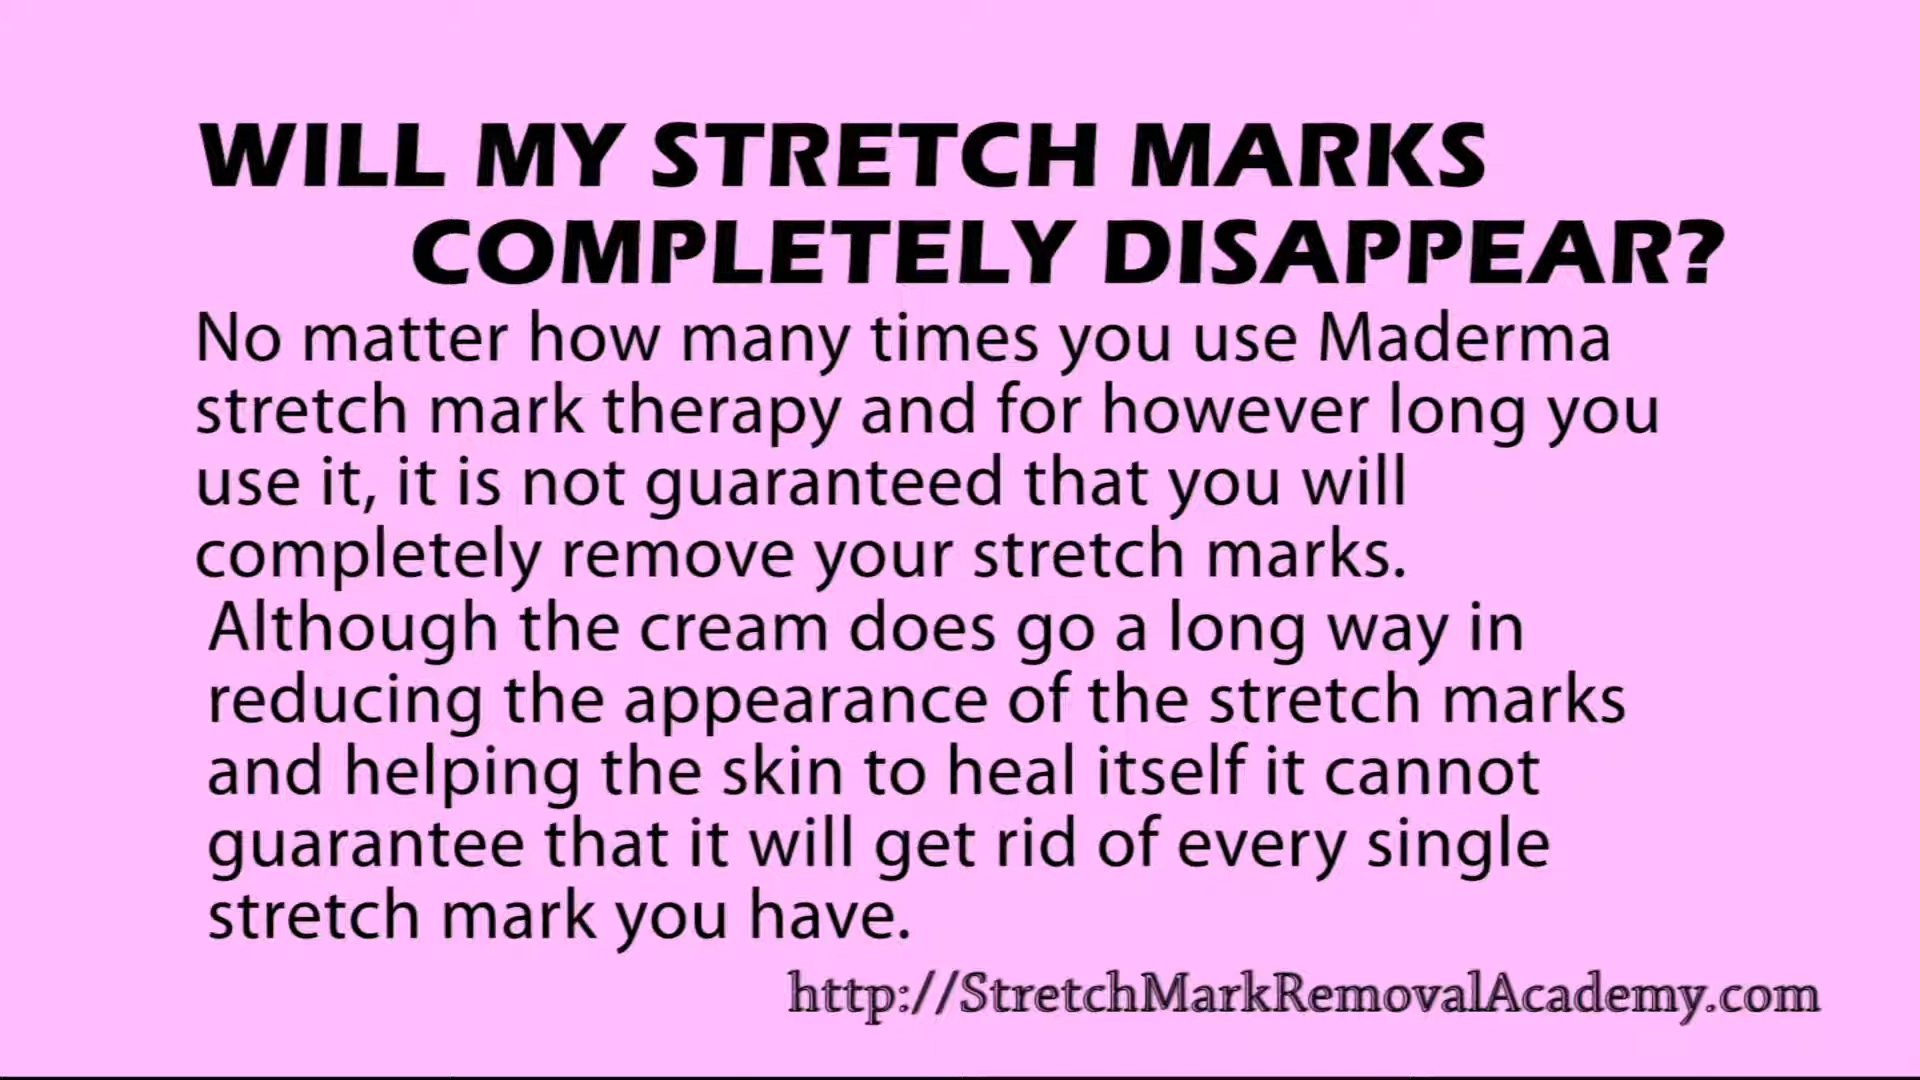 WILL MY STRETCH MARKS
COMPLETELY DISAPPEAR?
No matter how many times you use Maderma
stretch mark therapy and for however long you
use it, it is not guaranteed that you will
completely remove your stretch marks.
Although the cream does go a long way in
reducing the appearance of the stretch marks
and helping the skin to heal itself it cannot
guarantee that it will get rid of every single
stretch mark you have.
http://StretchMarkRemovalAcademy.com